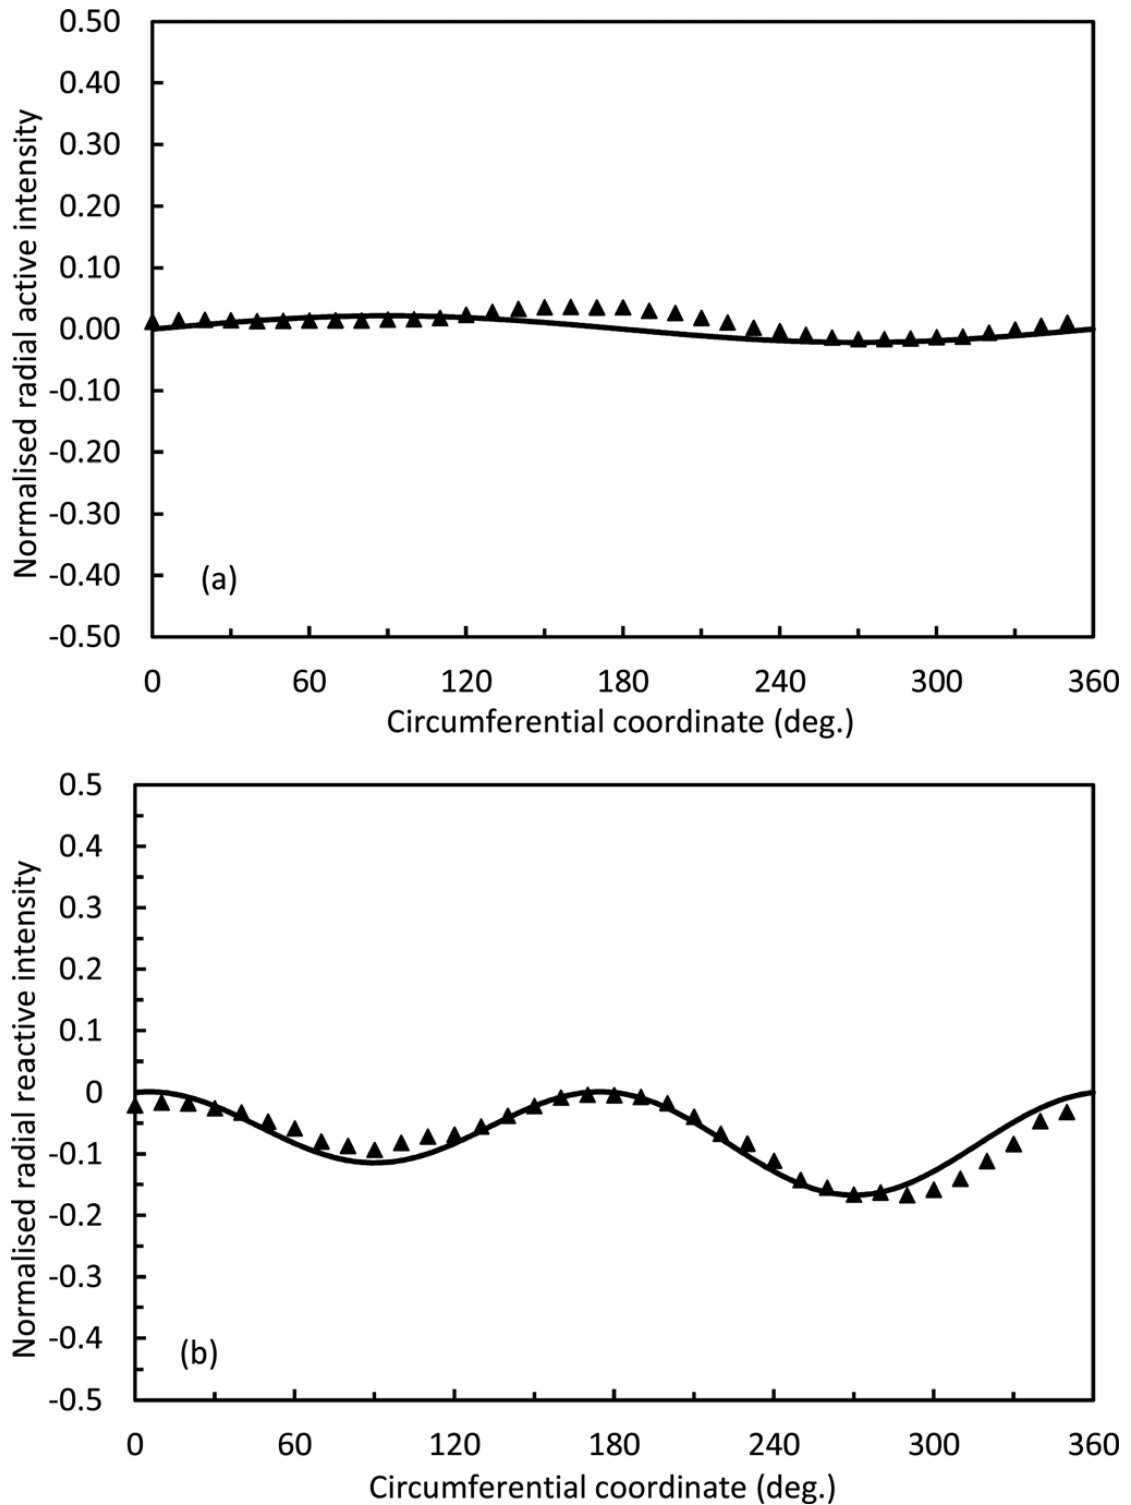 Normalised radial active intensity
0.50
0.40
0.30
0.20
0.10
0.00
-0.10
-0.20
-0.30
-0.40
-0.50
(a)
0 60 120 180 240 300 360
Circumferential coordinate (deg.)
Normalised radial reactive intensity
0.5
0.4
0.3
0.2
0.1
0
-0.1
-0.2
-0.3
-0.4
-0.5
(b)
0 60 120 180 240 300 360
Circumferential coordinate (deg.)